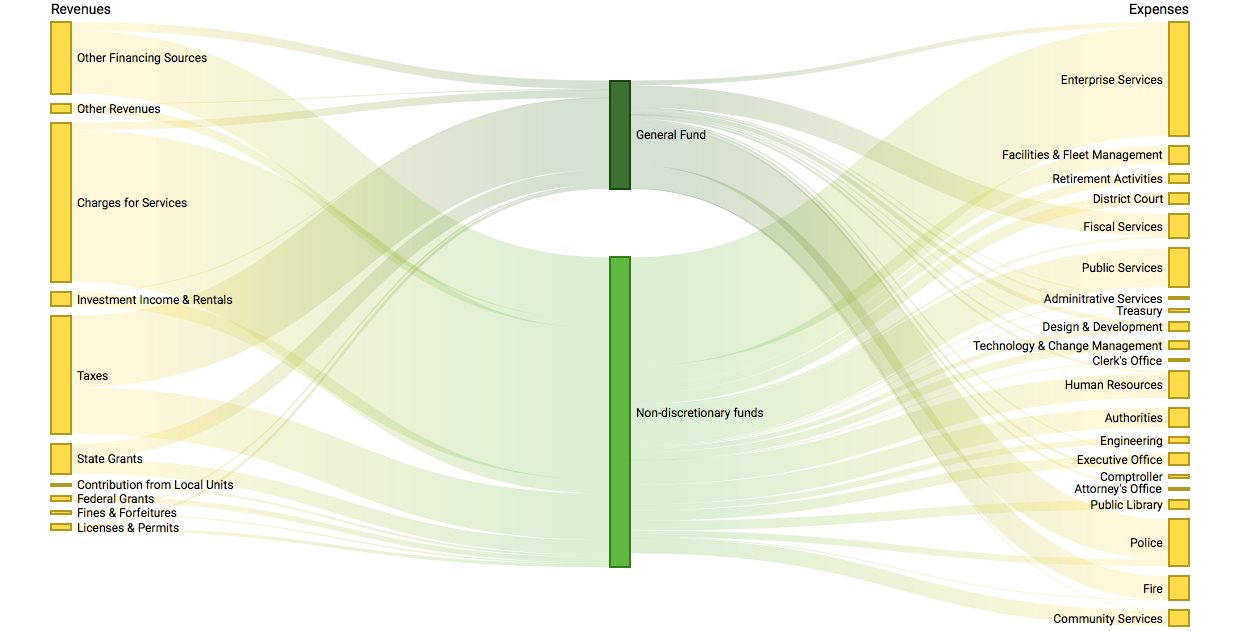 Revenues
Expenses
Other Financing Sources
Other Revenues
Charges for Services
Investment Income & Rentals
Taxes
State Grants
Contribution from Local Units
Federal Grants
Fines & Forfeitures
Licenses & Permits
General Fund
Non-discretionary funds
Enterprise Services
Facilities & Fleet Management
Retirement Activities
District Court
Fiscal Services
Public Services
Adminitrative Services
Treasury
Design & Development
Technology & Change Management
Clerk's Office
Human Resources
Authorities
Engineering
Executive Office
Comptroller
Attorney's Office
Public Library
Police
Fire
Community Services